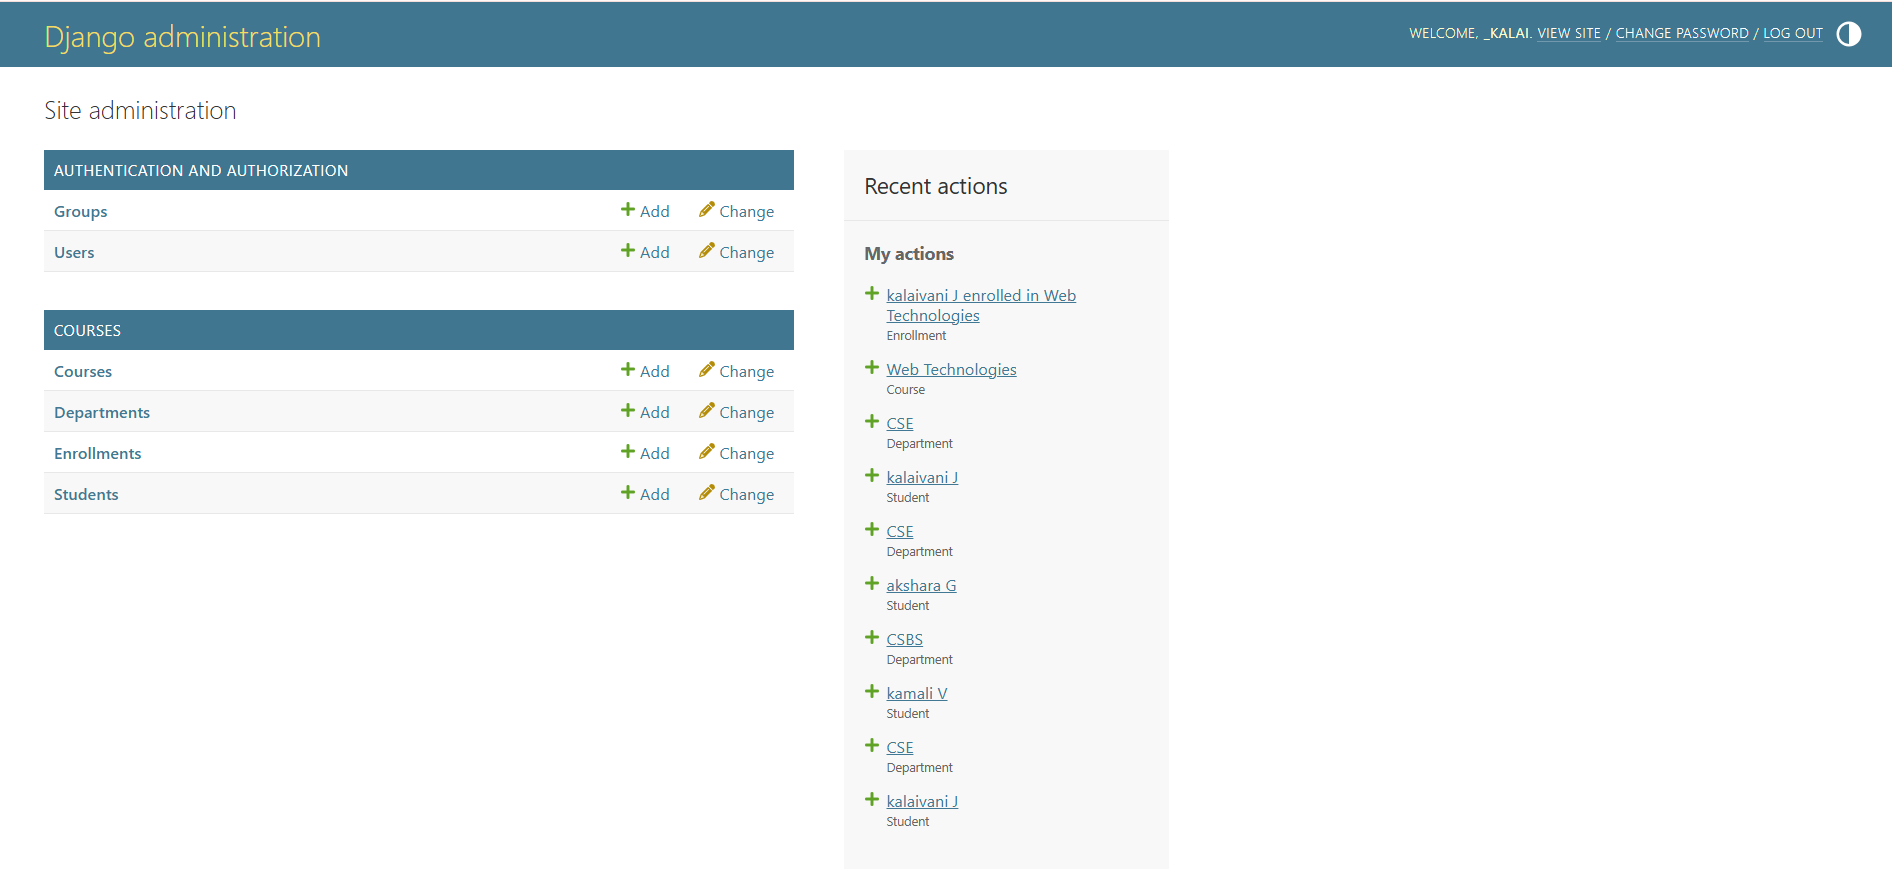 Django administration
WELCOME, _KALAI. VIEW SITE / CHANGE PASSWORD / LOG OUT
Site administration
AUTHENTICATION AND AUTHORIZATION
Groups Add Change
Users Add Change
COURSES
Courses Add Change
Departments Add Change
Enrollments Add Change
Students Add Change
Recent actions
My actions
kalaivani J enrolled in Web
Technologies
Enrollment
Web Technologies
Course
CSE
Department
kalaivani J
Student
CSE
Department
akshara G
Student
CSBS
Department
kamali V
Student
CSE
Department
kalaivani J
Student